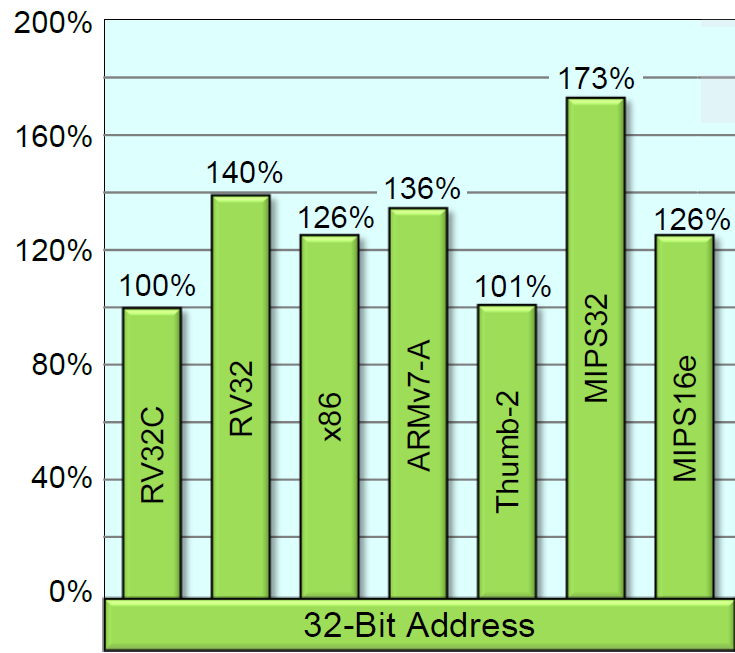 200%
160%
120%
80%
40%
0%
100%
140%
126%
136%
101%
173%
126%
RV32C
RV32
x86
ARMv7-A
Thumb-2
MIPS32
MIPS16e
32-Bit Address